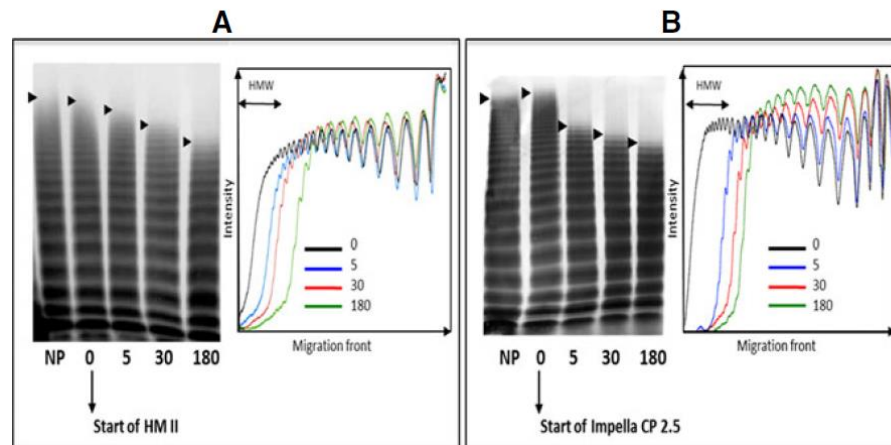 A
HMW
Intensity
0
5
30
180
Migration front
NP 0 5 30 180
Start of HM II
B
HMW
Intensity
0
5
30
180
Migration front
NP 0 5 30 180
Start of Impella CP 2.5